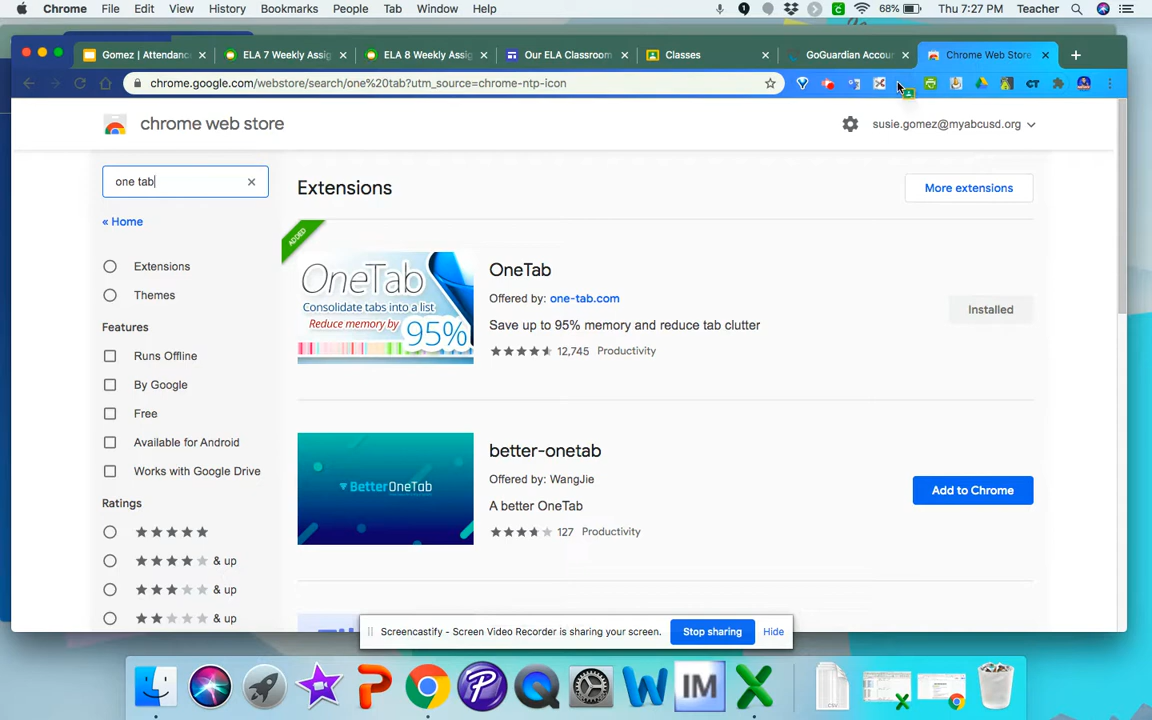 Chrome File Edit View History Bookmarks People Tab Window Help 68% Thu 7:27 PM Teacher
Gomez | Attendanc ELA 7 Weekly Assig ELA 8 Weekly Assig Our ELA Classroom Classes GoGuardian Accou Chrome Web Store
chrome.google.com/webstore/search/one%20tab?utm_source=chrome-ntp-icon
CT
chrome web store
susie.gomez@myabcusd.org
one tab
Extensions
More extensions
« Home
ADDED
Extensions
Themes
OneTab
Consolidate tabs into a list
Reduce memory by
95%
OneTab
Offered by: one-tab.com
Save up to 95% memory and reduce tab clutter
12,745 Productivity
Installed
Features
Runs Offline
By Google
Free
Available for Android
Works with Google Drive
BetterOneTab
better-onetab
Offered by: WangJie
A better OneTab
127 Productivity
Add to Chrome
Ratings
& up
& up
& up
Screencastify - Screen Video Recorder is sharing your screen. Stop sharing Hide
IM
CSV